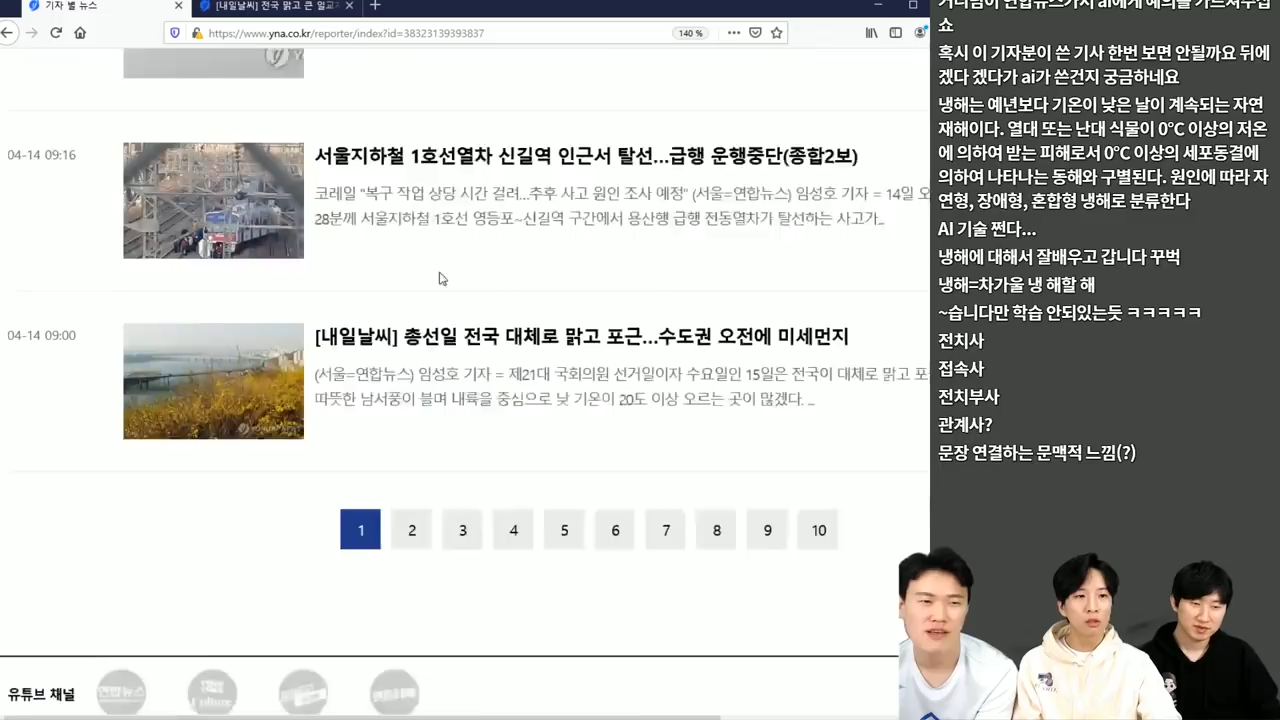 기자 별 뉴스
[내일날씨] 전국 맑고 큰 일교차
https://www.yna.co.kr/reporter/index?id=38323139393837
140 %
04-14 09:16
서울지하철 1호선열차 신길역 인근서 탈선...급행 운행중단(종합2보)
코레일 "복구 작업 상당 시간 걸려...추후 사고 원인 조사 예정" (서울=연합뉴스) 임성호 기자 = 14일 오
28분께 서울지하철 1호선 영등포~신길역 구간에서 용산행 급행 전동열차가 탈선하는 사고가...
04-14 09:00
[내일날씨] 총선일 전국 대체로 맑고 포근...수도권 오전에 미세먼지
(서울=연합뉴스) 임성호 기자 = 제21대 국회의원 선거일이자 수요일인 15일은 전국이 대체로 맑고 포
따뜻한 남서풍이 불며 내륙을 중심으로 낮 기온이 20도 이상 오르는 곳이 많겠다. ...
1 2 3 4 5 6 7 8 9 10
유튜브 채널
연합뉴스
Culture
쇼
혹시 이 기자분이 쓴 기사 한번 보면 안될까요 뒤에
겠다 겠다가 ai가 쓴건지 궁금하네요
냉해는 예년보다 기온이 낮은 날이 계속되는 자연
재해이다. 열대 또는 난대 식물이 0℃ 이상의 저온
에 의하여 받는 피해로서 0℃ 이상의 세포동결에
의하여 나타나는 동해와 구별된다. 원인에 따라 자
연형, 장애형, 혼합형 냉해로 분류한다
AI 기술 쩐다...
냉해에 대해서 잘배우고 갑니다 꾸벅
냉해=차가울 냉 해할 해
~습니다만 학습 안되있는듯 ㅋㅋㅋㅋㅋ
전치사
접속사
전치부사
관계사?
문장 연결하는 문맥적 느낌(?)